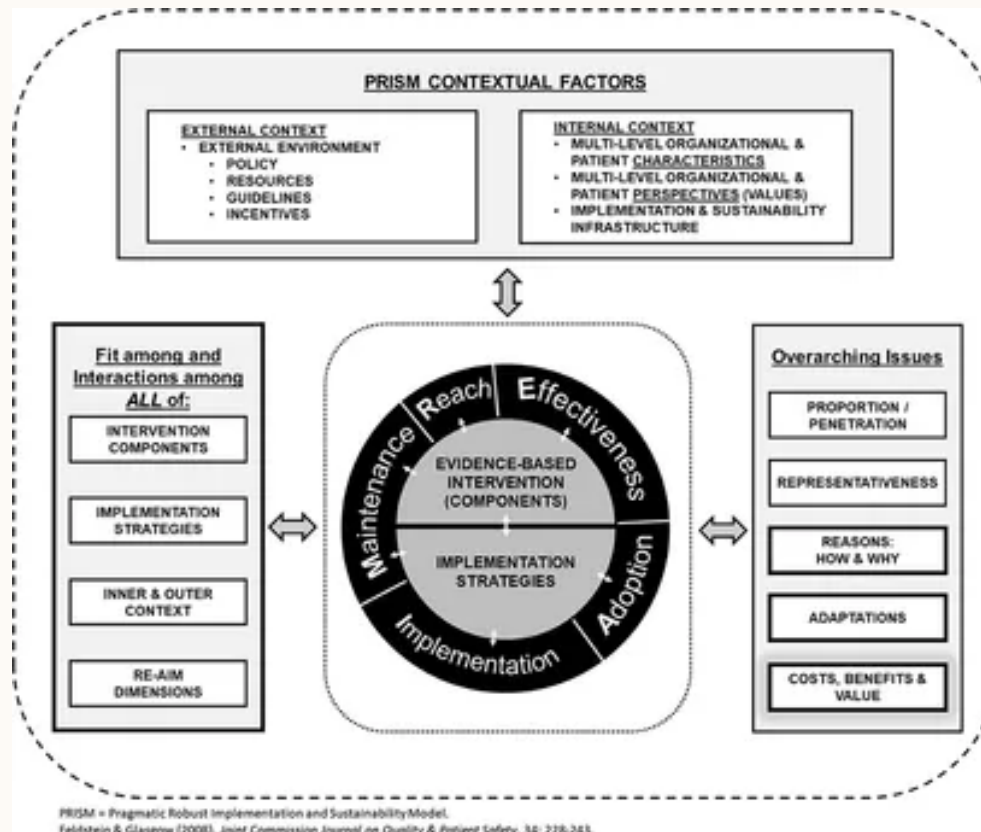 PRISM CONTEXTUAL FACTORS
EXTERNAL CONTEXT
• EXTERNAL ENVIRONMENT
• POLICY
• RESOURCES
• GUIDELINES
• INCENTIVES
INTERNAL CONTEXT
• MULTI-LEVEL ORGANIZATIONAL &
PATIENT CHARACTERISTICS
• MULTI-LEVEL ORGANIZATIONAL &
PATIENT PERSPECTIVES (VALUES)
• IMPLEMENTATION & SUSTAINABILITY
INFRASTRUCTURE
Fit among and
Interactions among
ALL of:
INTERVENTION
COMPONENTS
IMPLEMENTATION
STRATEGIES
INNER & OUTER
CONTEXT
RE-AIM
DIMENSIONS
Reach
Effectiveness
Adoption
Implementation
Maintenance
EVIDENCE-BASED
INTERVENTION
(COMPONENTS)
IMPLEMENTATION
STRATEGIES
Overarching Issues
PROPORTION /
PENETRATION
REPRESENTATIVENESS
REASONS:
HOW & WHY
ADAPTATIONS
COSTS, BENEFITS &
VALUE
PRISM = Pragmatic Robust Implementation and Sustainability Model.
Feldstein & Glasgow (2008). Joint Commission Journal on Quality & Patient Safety, 34: 228-243.